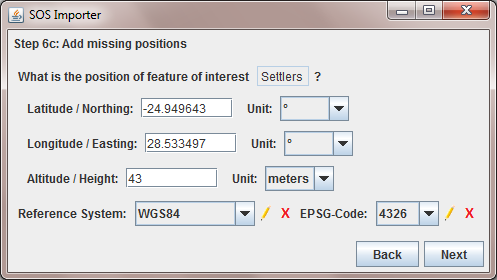 SOS Importer
Step 6c: Add missing positions
What is the position of feature of interest Settlers ?
Latitude / Northing: -24.949643 Unit: °
Longitude / Easting: 28.533497 Unit: °
Altitude / Height: 43 Unit: meters
Reference System: WGS84 X EPSG-Code: 4326 X
Back Next